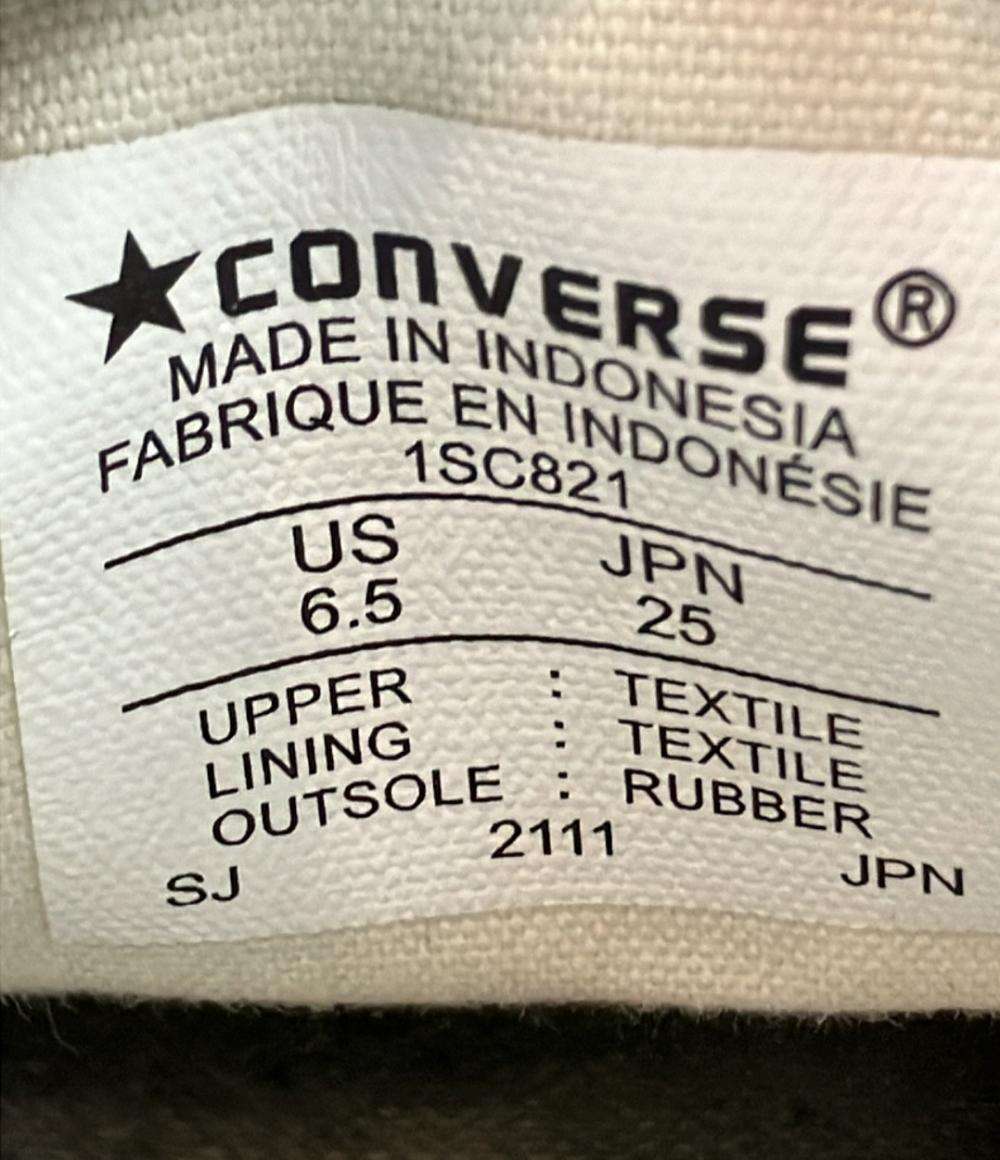 ★CONVERSE®
MADE IN INDONESIA
FABRIQUE EN INDONÉSIE
1SC821
US JPN
6.5 25
UPPER : TEXTILE
LINING : TEXTILE
OUTSOLE : RUBBER
2111
SJ JPN